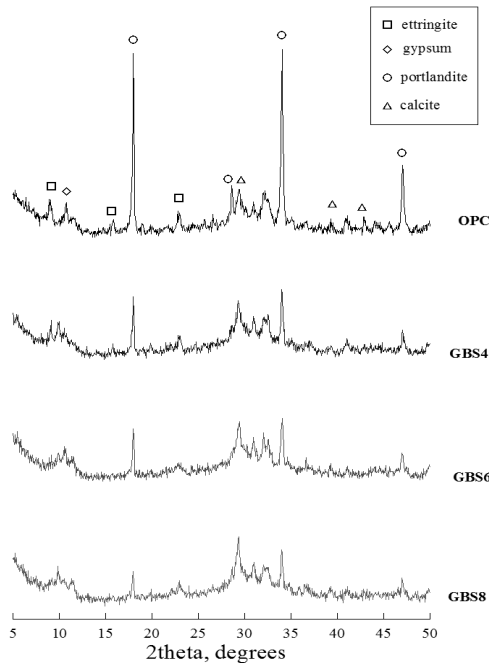 ettringite
gypsum
portlandite
calcite
OPC
GBS4
GBS6
GBS8
5 10 15 20 25 30 35 40 45 50
2theta, degrees